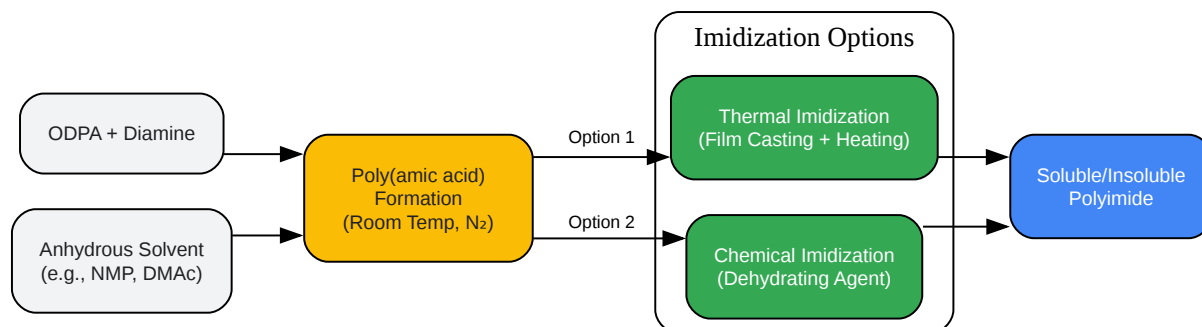 ODPA + Diamine
Anhydrous Solvent
(e.g., NMP, DMAc)
Poly(amic acid)
Formation
(Room Temp, N₂)
Option 1
Option 2
Imidization Options
Thermal Imidization
(Film Casting + Heating)
Chemical Imidization
(Dehydrating Agent)
Soluble/Insoluble
Polyimide